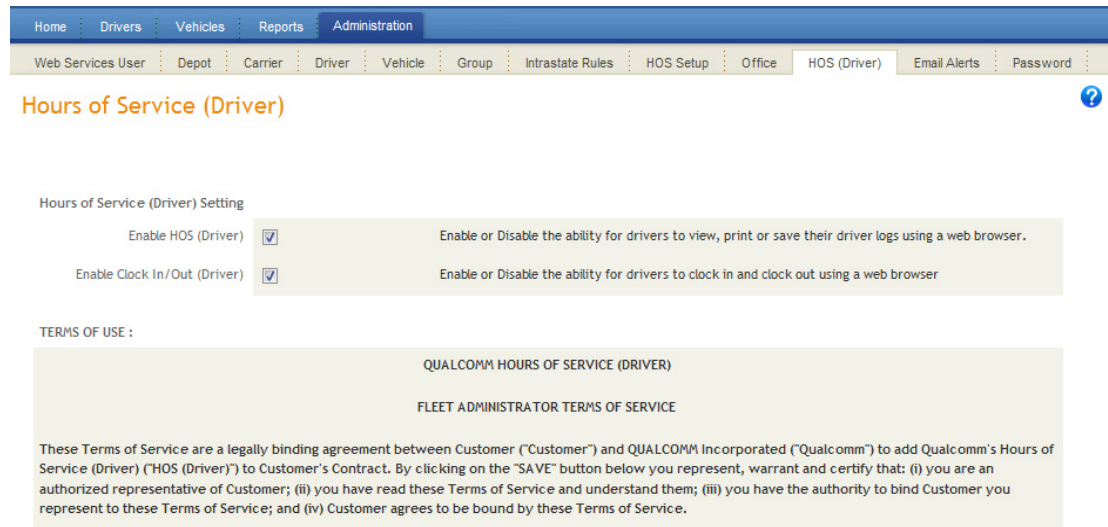 Home Drivers Vehicles Reports Administration
Web Services User Depot Carrier Driver Vehicle Group Intrastate Rules HOS Setup Office HOS (Driver) Email Alerts Password
Hours of Service (Driver)
?
Hours of Service (Driver) Setting
Enable HOS (Driver) Enable or Disable the ability for drivers to view, print or save their driver logs using a web browser.
Enable Clock In/Out (Driver) Enable or Disable the ability for drivers to clock in and clock out using a web browser
TERMS OF USE :
QUALCOMM HOURS OF SERVICE (DRIVER)
FLEET ADMINISTRATOR TERMS OF SERVICE
These Terms of Service are a legally binding agreement between Customer ("Customer") and QUALCOMM Incorporated ("Qualcomm") to add Qualcomm's Hours of
Service (Driver) ("HOS (Driver)") to Customer's Contract. By clicking on the "SAVE" button below you represent, warrant and certify that: (i) you are an
authorized representative of Customer; (ii) you have read these Terms of Service and understand them; (iii) you have the authority to bind Customer you
represent to these Terms of Service; and (iv) Customer agrees to be bound by these Terms of Service.